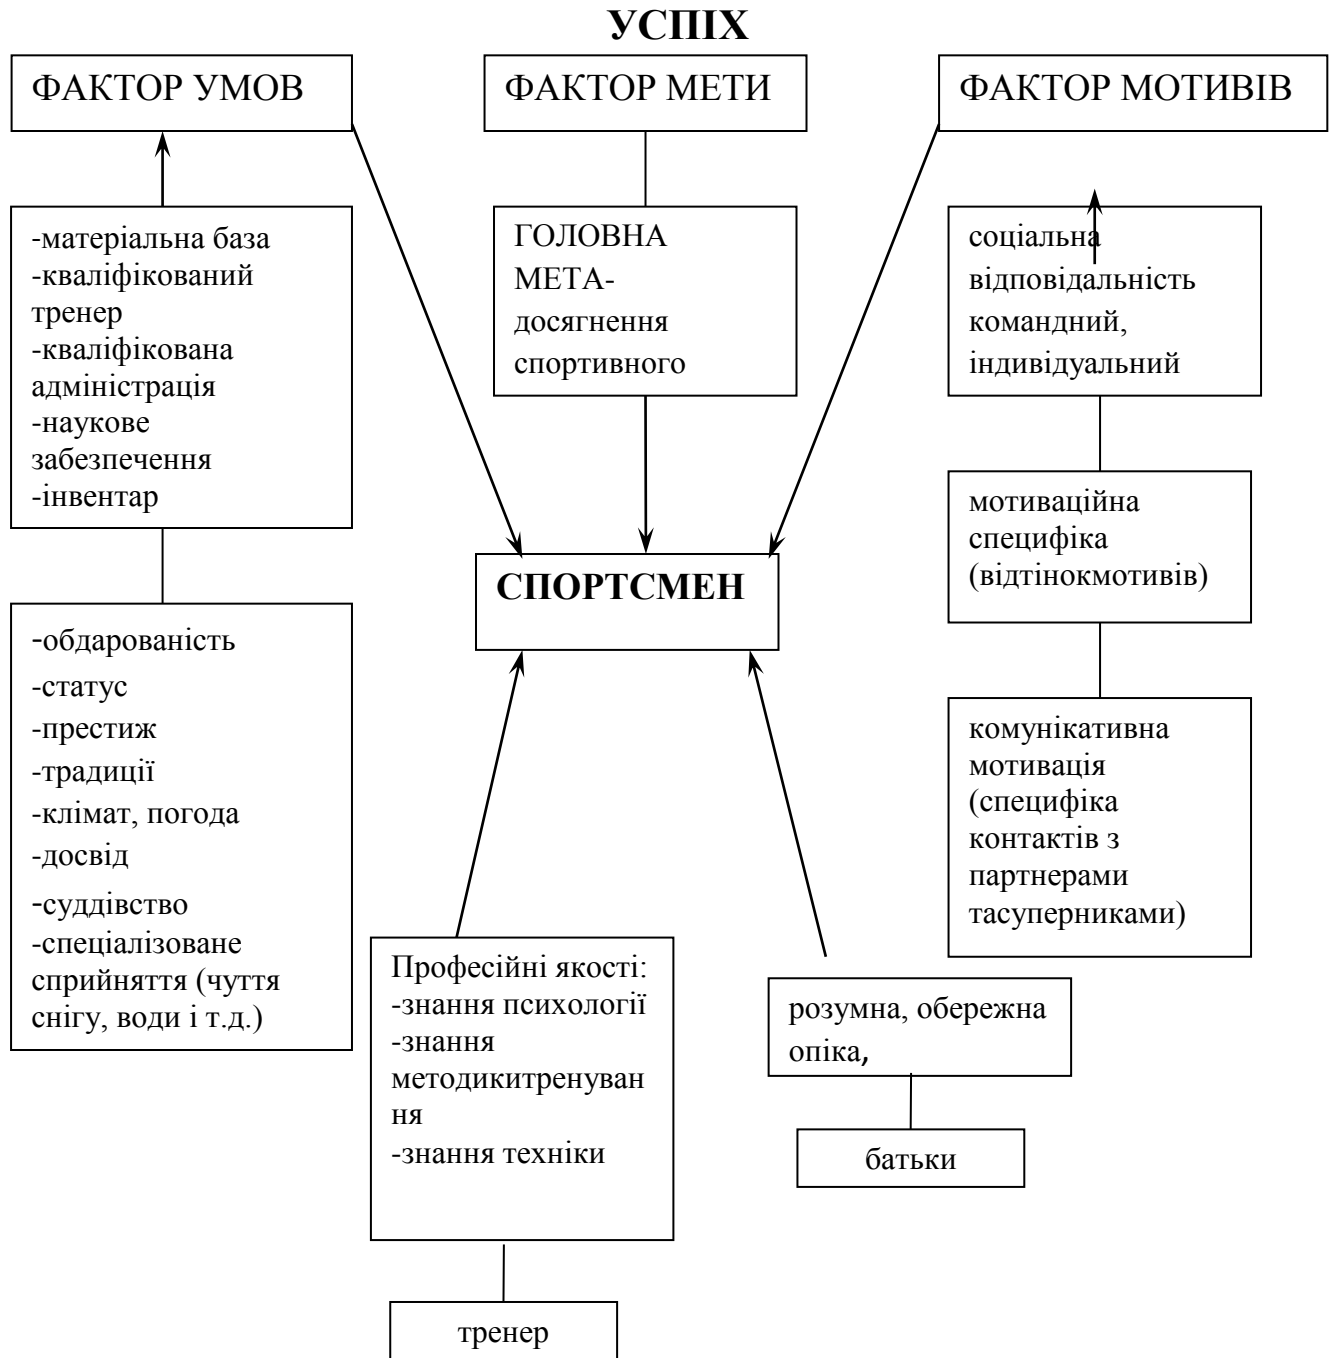 УСПІХ
ФАКТОР УМОВ
ФАКТОР МЕТИ
ФАКТОР МОТИВІВ
-матеріальна база
-кваліфікований
тренер
-кваліфікована
адміністрація
-наукове
забезпечення
-інвентар
ГОЛОВНА
МЕТА-
досягнення
спортивного
соціальна
відповідальність
командний,
індивідуальний
СПОРТСМЕН
мотиваційна
специфіка
(відтінокмотивів)
-обдарованість
-статус
-престиж
-традиції
-клімат, погода
-досвід
-суддівство
-спеціалізоване
сприйняття (чуття
снігу, води і т.д.)
комунікативна
мотивація
(специфіка
контактів з
партнерами
тасуперниками)
Професійні якості:
-знання психології
-знання
методикитренуван
ня
-знання техніки
розумна, обережна
опіка,
батьки
тренер